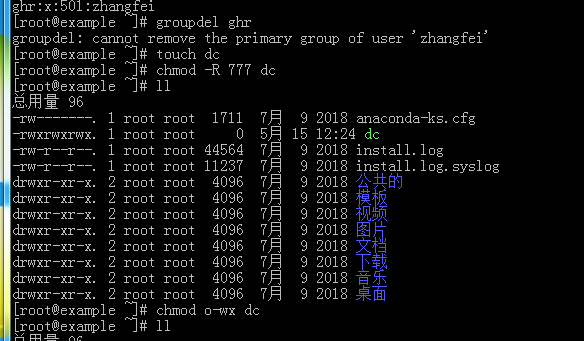 ghr:x:501:zhangfei
[root@example ~]# groupdel ghr
groupdel: cannot remove the primary group of user 'zhangfei'
[root@example ~]# touch dc
[root@example ~]# chmod -R 777 dc
[root@example ~]# ll
总用量 96
-rw-------. 1 root root  1711 7月   9 2018 anaconda-ks.cfg
-rwxrwxrwx. 1 root root     0 5月  15 12:24 dc
-rw-r--r--. 1 root root 44564 7月   9 2018 install.log
-rw-r--r--. 1 root root 11237 7月   9 2018 install.log.syslog
drwxr-xr-x. 2 root root  4096 7月   9 2018 公共的
drwxr-xr-x. 2 root root  4096 7月   9 2018 模板
drwxr-xr-x. 2 root root  4096 7月   9 2018 视频
drwxr-xr-x. 2 root root  4096 7月   9 2018 图片
drwxr-xr-x. 2 root root  4096 7月   9 2018 文档
drwxr-xr-x. 2 root root  4096 7月   9 2018 下载
drwxr-xr-x. 2 root root  4096 7月   9 2018 音乐
drwxr-xr-x. 2 root root  4096 7月   9 2018 桌面
[root@example ~]# chmod o-wx dc
[root@example ~]# ll
总用量 96